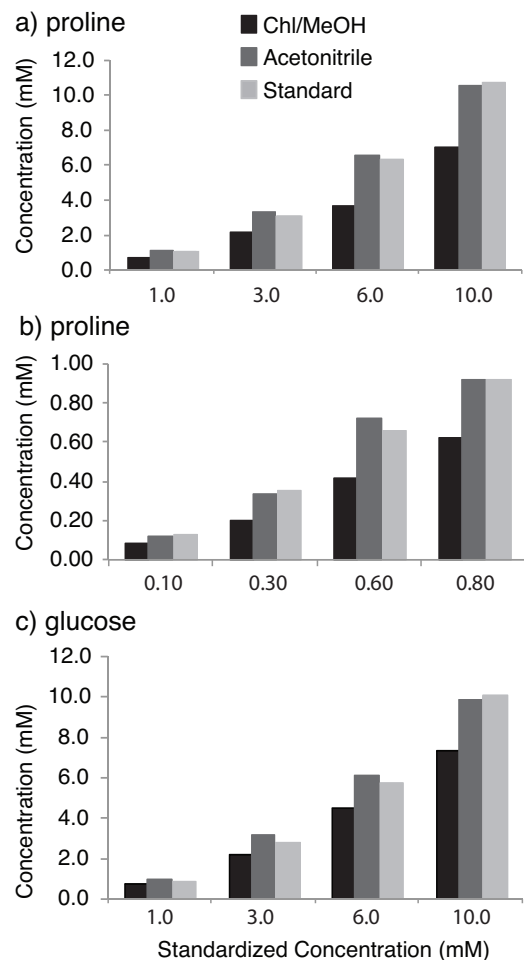 a) proline
Chl/MeOH
Acetonitrile
Standard
Concentration (mM)
12.0
10.0
8.0
6.0
4.0
2.0
0.0
1.0 3.0 6.0 10.0
b) proline
Concentration (mM)
1.00
0.80
0.60
0.40
0.20
0.00
0.10 0.30 0.60 0.80
c) glucose
Concentration (mM)
12.0
10.0
8.0
6.0
4.0
2.0
0.0
1.0 3.0 6.0 10.0
Standardized Concentration (mM)